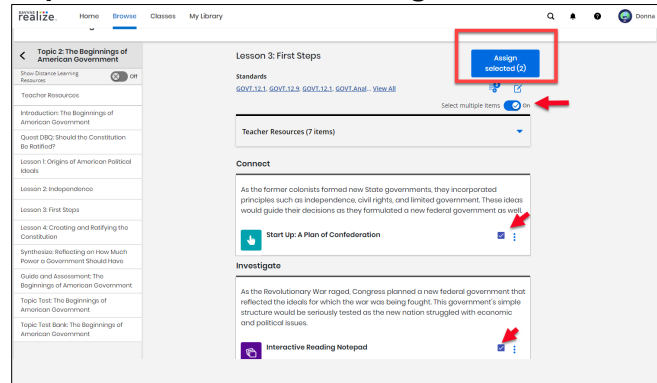 SAVVAS
realize.
Home Browse Classes My Library
Donna
Topic 2: The Beginnings of
American Government
Show Distance Learning
Resources
Off
Teacher Resources
Introduction: The Beginnings of
American Government
Quest DBQ: Should the Constitution
Be Ratified?
Lesson 1: Origins of American Political
Ideals
Lesson 2: Independence
Lesson 3: First Steps
Lesson 4: Creating and Ratifying the
Constitution
Synthesize: Reflecting on How Much
Power a Government Should Have
Guide and Assessment: The
Beginnings of American Government
Topic Test: The Beginnings of
American Government
Topic Test Bank: The Beginnings of
American Government
Lesson 3: First Steps
Assign
selected (2)
Standards
GOVT.12.1, GOVT.12.9, GOVT.12.1, GOVT.Anal... View All
Select multiple items On
Teacher Resources (7 items)
Connect
As the former colonists formed new State governments, they incorporated
principles such as independence, civil rights, and limited government. These ideas
would guide their decisions as they formulated a new federal government as well.
Start Up: A Plan of Confederation
Investigate
As the Revolutionary War raged, Congress planned a new federal government that
reflected the ideals for which the war was being fought. This government's simple
structure would be seriously tested as the new nation struggled with economic
and political issues.
Interactive Reading Notepad